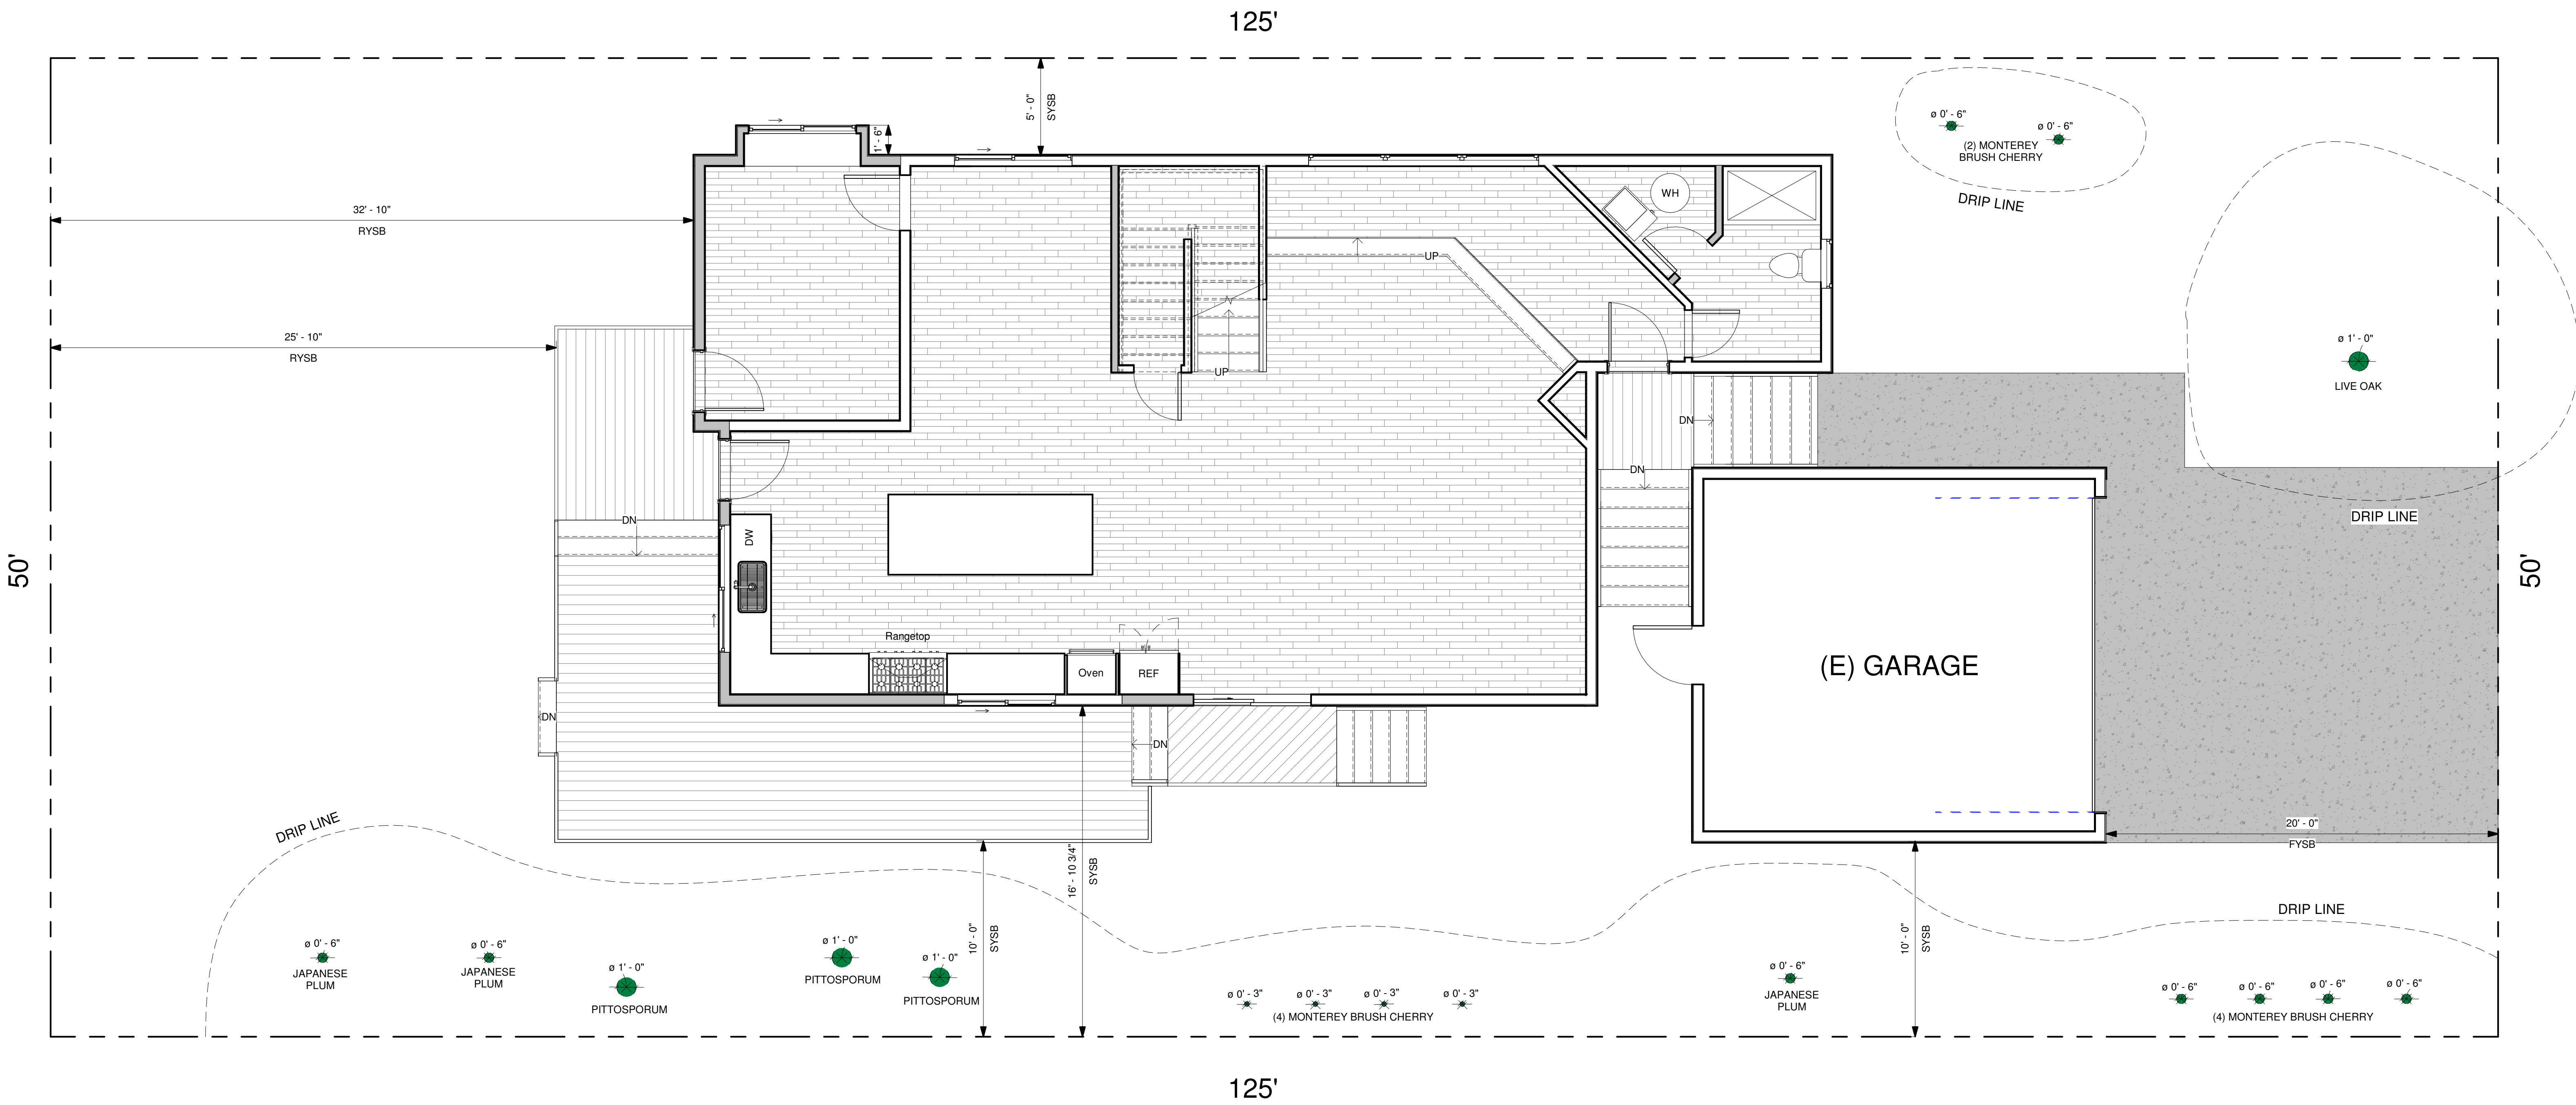 125'
5' - 0"
SYSB
1' - 6"
ø 0' - 6"
ø 0' - 6"
(2) MONTEREY
BRUSH CHERRY
DRIP LINE
WH
32' - 10"
RYSB
UP
25' - 10"
RYSB
UP
ø 1' - 0"
LIVE OAK
DN
DN
DN
DRIP LINE
DW
50'
50'
Rangetop
Oven
REF
(E) GARAGE
DN
DN
20' - 0"
FYSB
DRIP LINE
16' - 10 3/4"
SYSB
10' - 0"
SYSB
10' - 0"
SYSB
DRIP LINE
ø 0' - 6"
JAPANESE
PLUM
ø 0' - 6"
JAPANESE
PLUM
ø 1' - 0"
PITTOSPORUM
ø 1' - 0"
PITTOSPORUM
ø 1' - 0"
PITTOSPORUM
ø 0' - 3"
ø 0' - 3"
ø 0' - 3"
ø 0' - 3"
(4) MONTEREY BRUSH CHERRY
ø 0' - 6"
JAPANESE
PLUM
ø 0' - 6"
ø 0' - 6"
ø 0' - 6"
ø 0' - 6"
(4) MONTEREY BRUSH CHERRY
125'